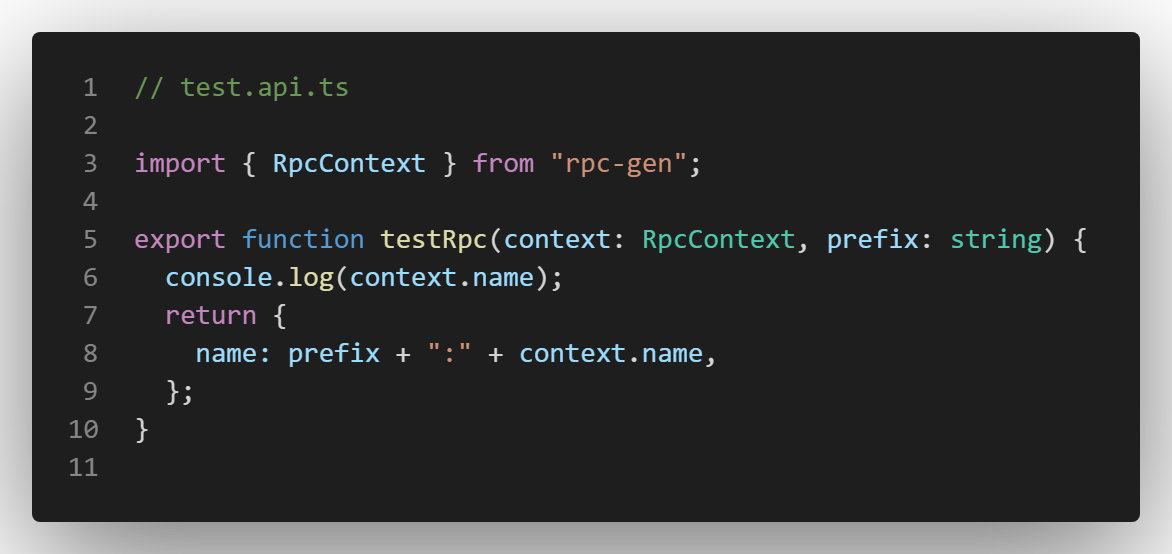 1 // test.api.ts
2
3 import { RpcContext } from "rpc-gen";
4
5 export function testRpc(context: RpcContext, prefix: string) {
6   console.log(context.name);
7   return {
8     name: prefix + ":" + context.name,
9   };
10 }
11